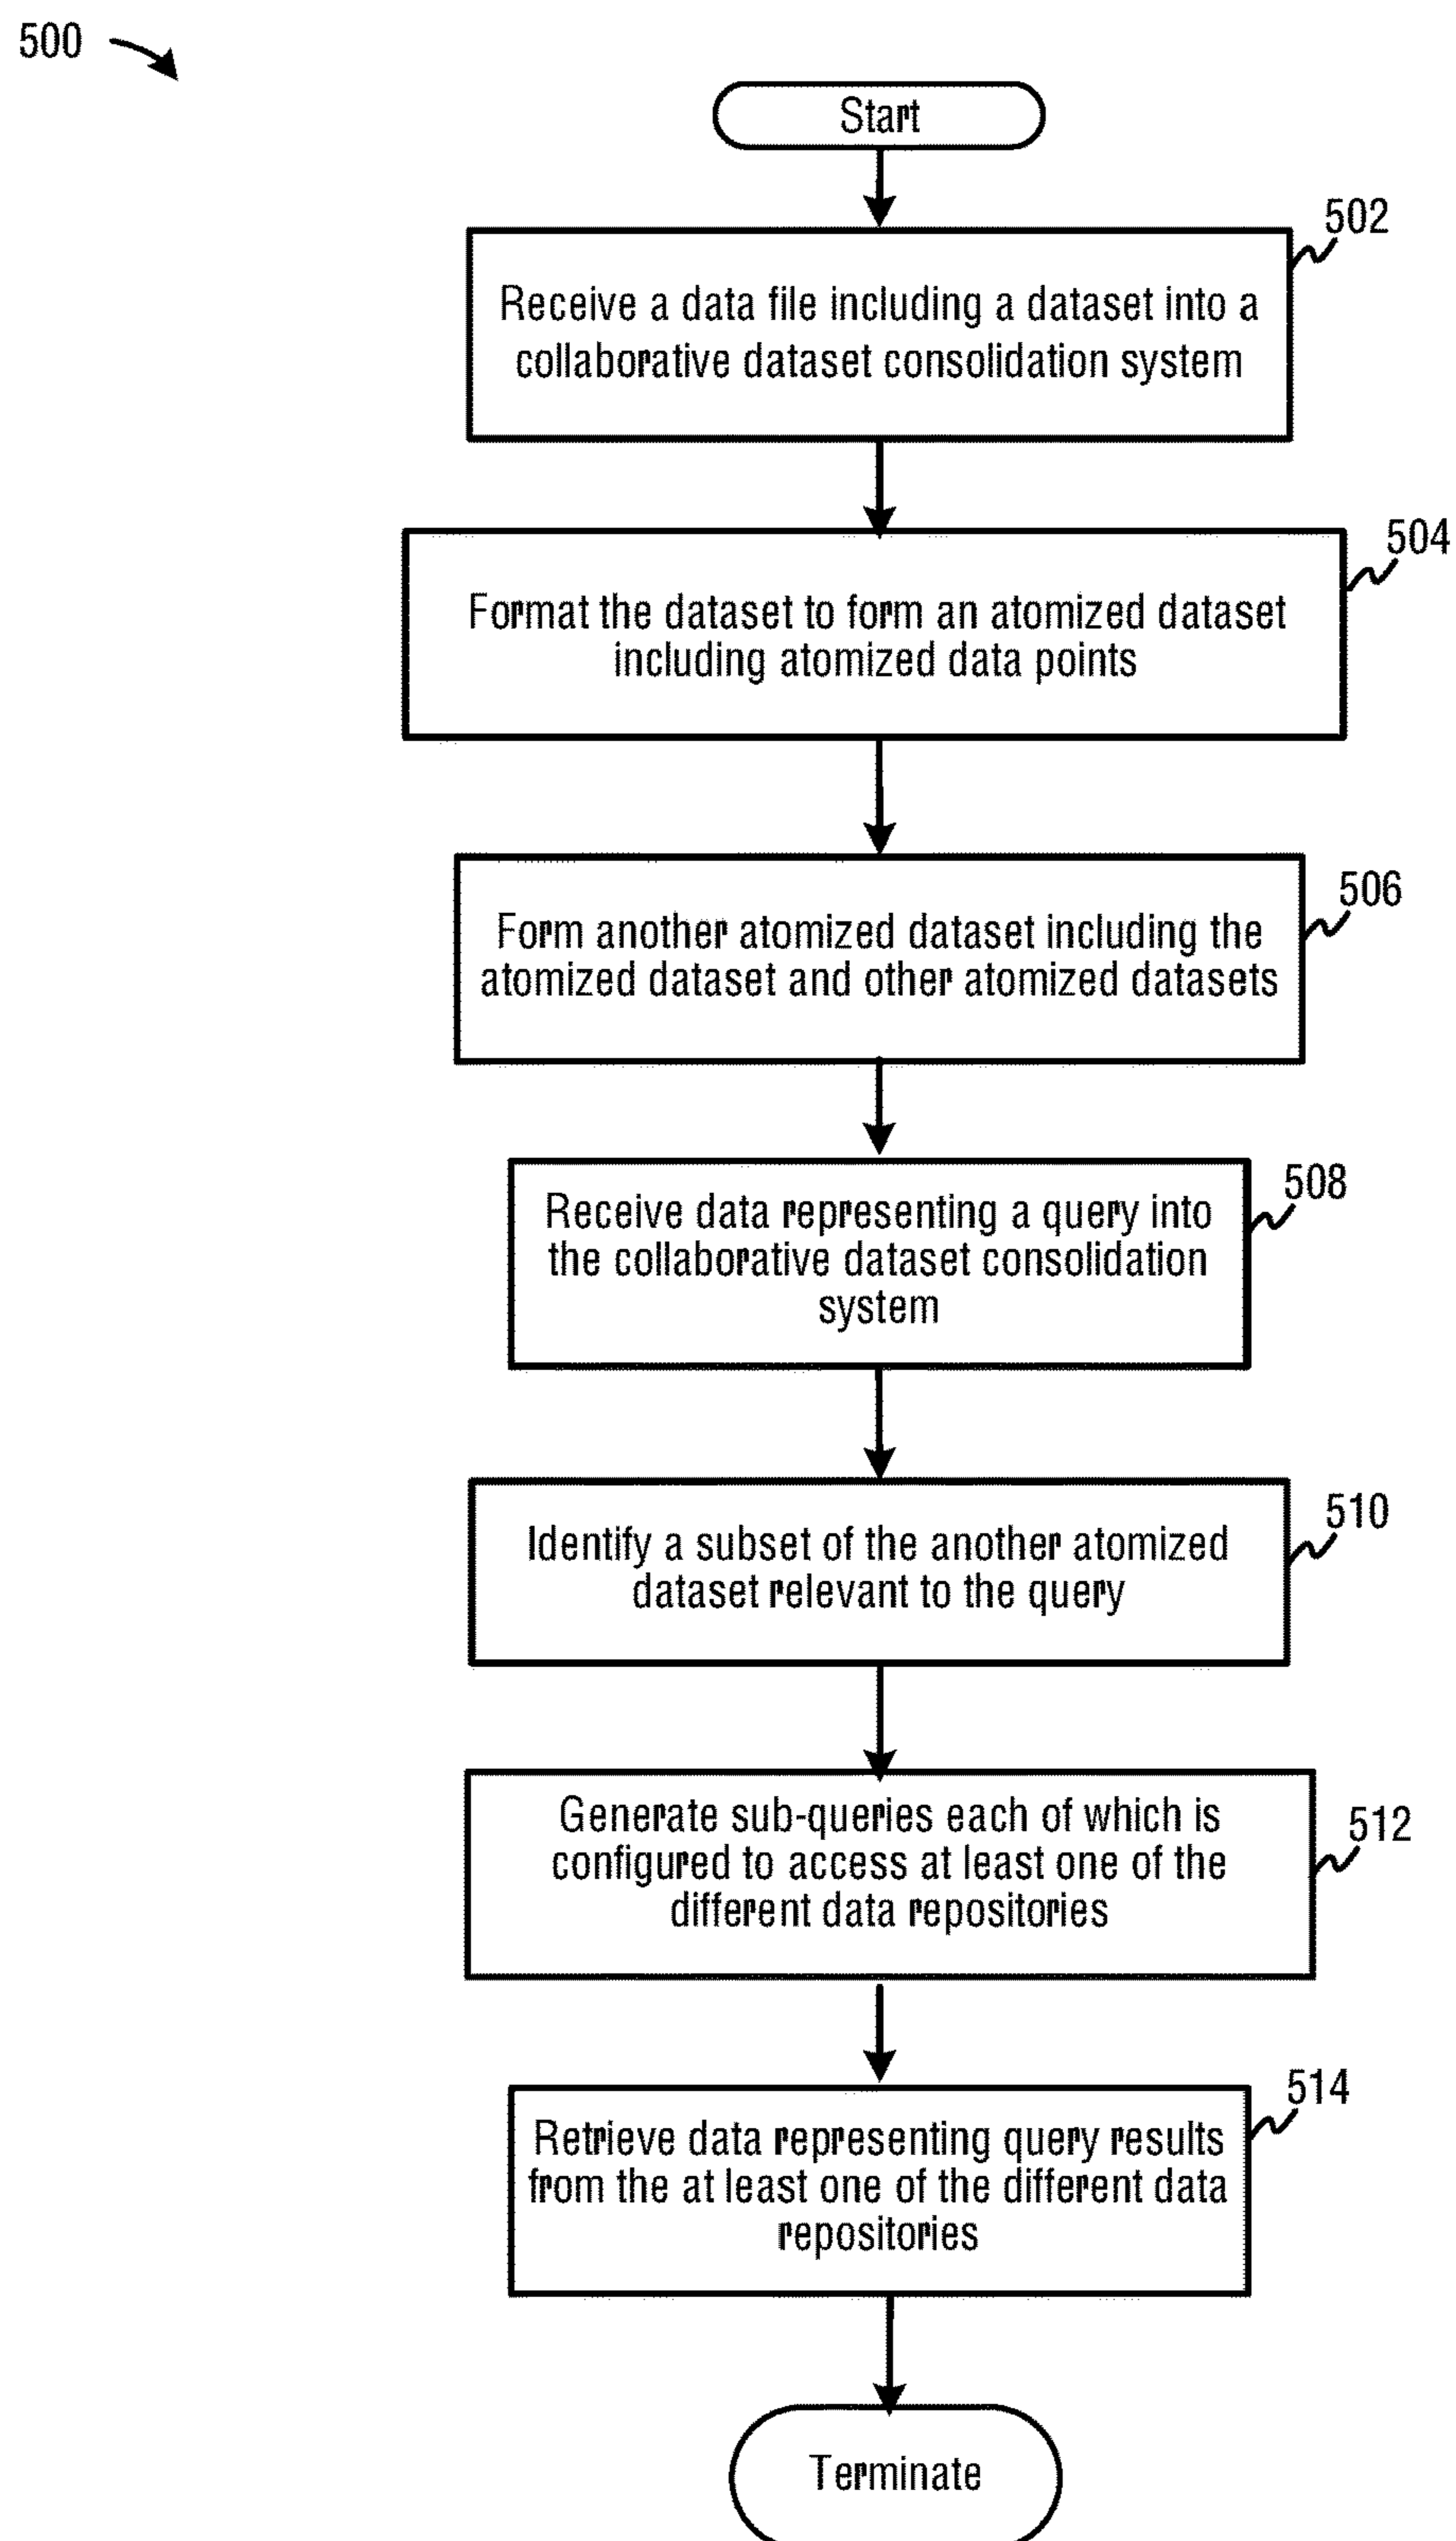 500
Start
502
Receive a data file including a dataset into a
collaborative dataset consolidation system
504
Format the dataset to form an atomized dataset
including atomized data points
506
Form another atomized dataset including the
atomized dataset and other atomized datasets
508
Receive data representing a query into
the collaborative dataset consolidation
system
510
Identify a subset of the another atomized
dataset relevant to the query
512
Generate sub-queries each of which is
configured to access at least one of the
different data repositories
514
Retrieve data representing query results
from the at least one of the different data
repositories
Terminate